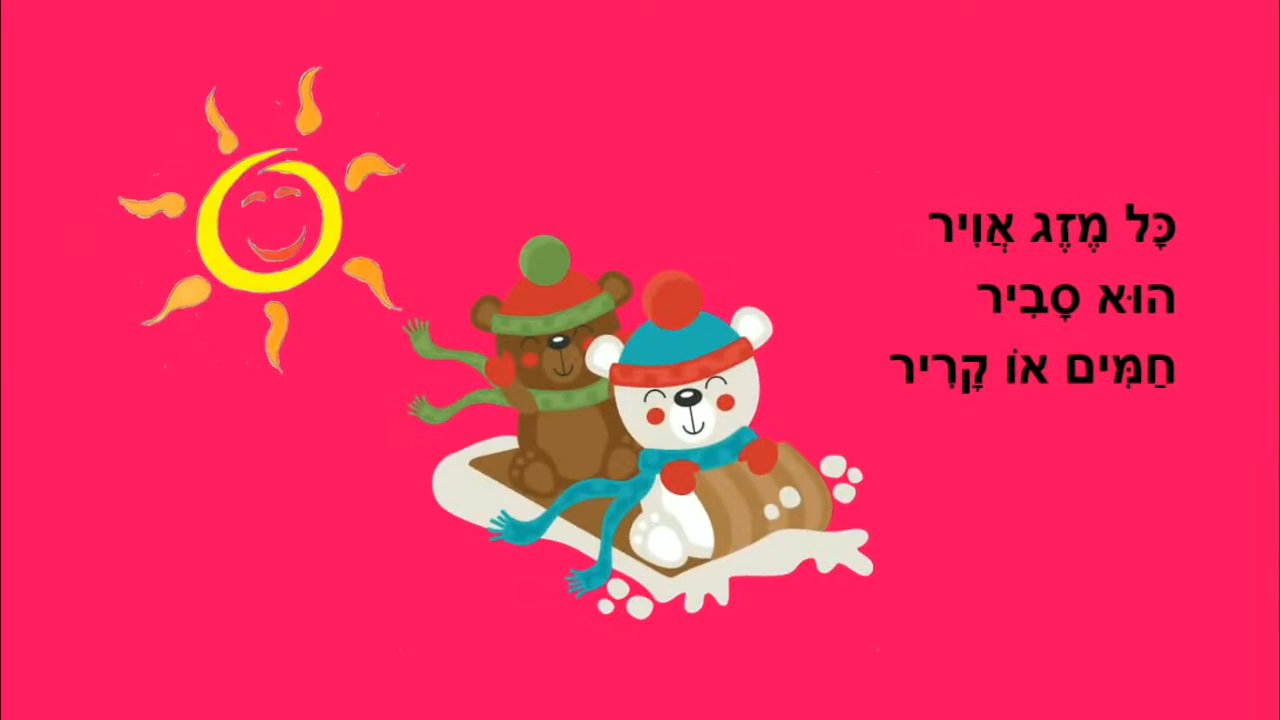 כָּל מֶזֶג אֲוִיר
הוּא סָבִיר
חַמִּים אוֹ קָרִיר